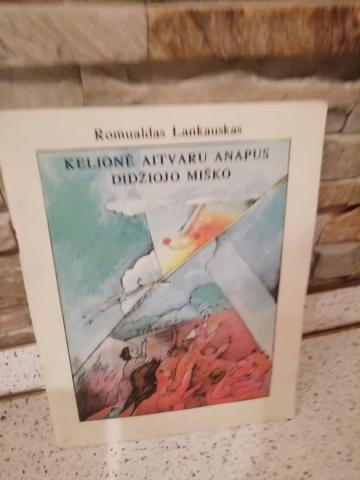 Romualdas Lankauskas
KELIONĖ AITVARU ANAPUS
DIDŽIOJO MIŠKO